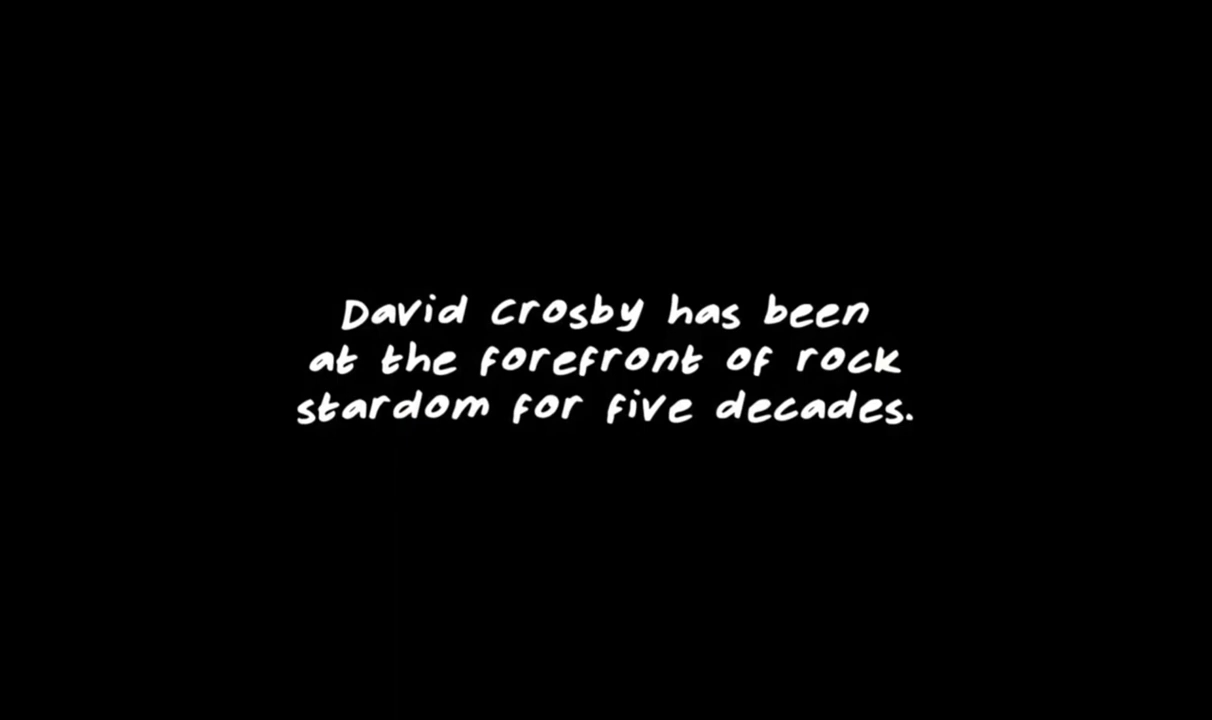 David Crosby has been
at the forefront of rock
stardom for five decades.